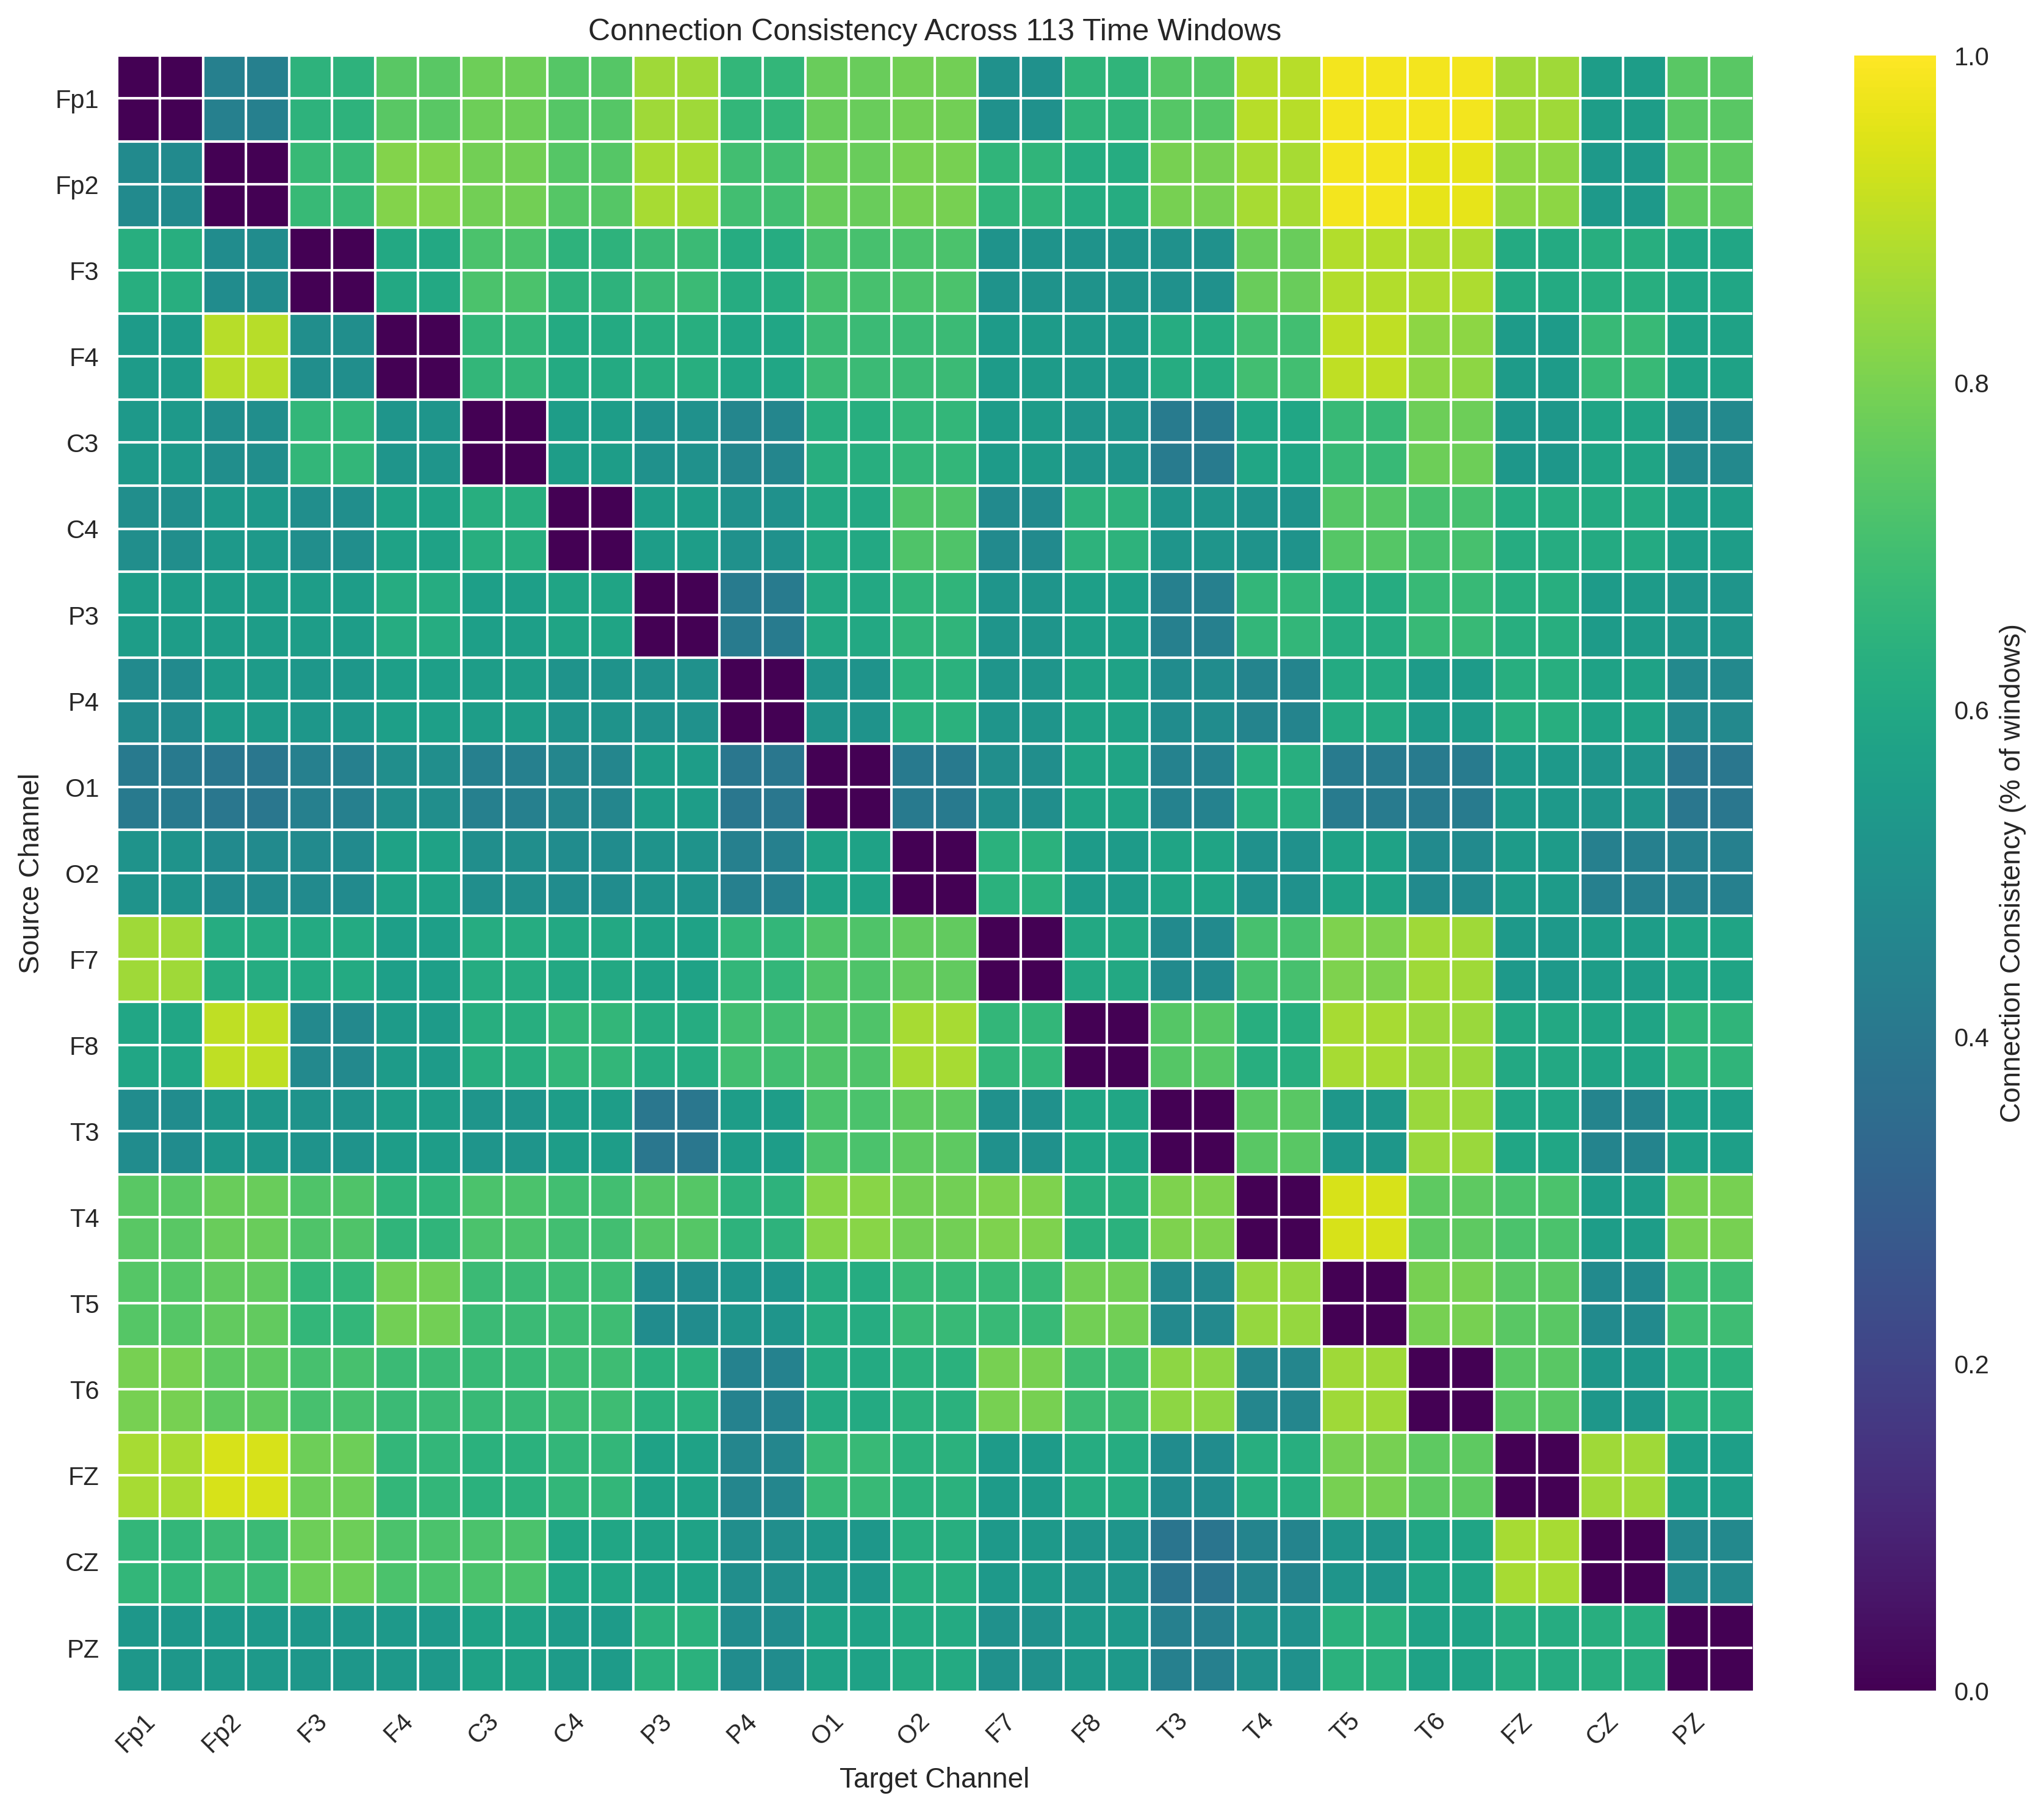 Connection Consistency Across 113 Time Windows
Source Channel
Fp1
Fp2
F3
F4
C3
C4
P3
P4
O1
O2
F7
F8
T3
T4
T5
T6
FZ
CZ
PZ
Fp1 Fp2 F3 F4 C3 C4 P3 P4 O1 O2 F7 F8 T3 T4 T5 T6 FZ CZ PZ
Target Channel
1.0
0.8
0.6
0.4
0.2
0.0
Connection Consistency (% of windows)